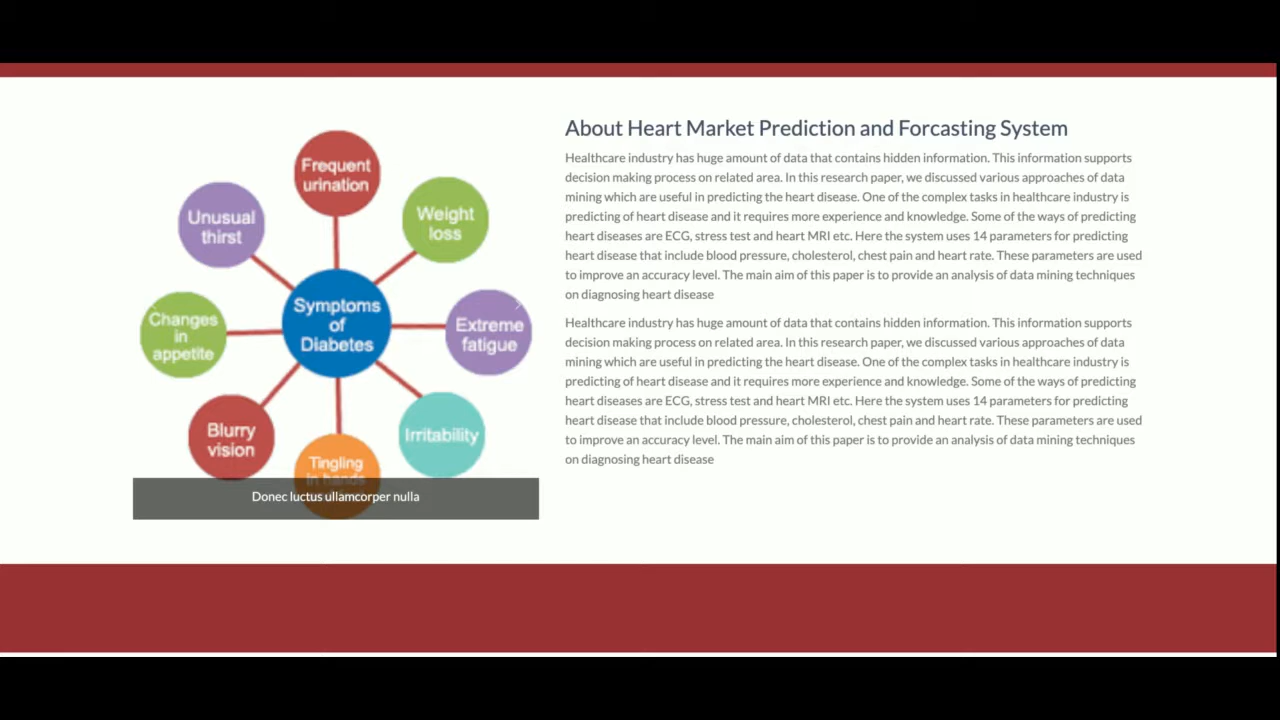 Frequent
urination
Unusual
thirst
Weight
loss
Symptoms
of
Diabetes
Changes
in
appetite
Extreme
fatigue
Blurry
vision
Irritability
Tingling
in hands
Donec luctus ullamcorper nulla
About Heart Market Prediction and Forcasting System
Healthcare industry has huge amount of data that contains hidden information. This information supports
decision making process on related area. In this research paper, we discussed various approaches of data
mining which are useful in predicting the heart disease. One of the complex tasks in healthcare industry is
predicting of heart disease and it requires more experience and knowledge. Some of the ways of predicting
heart diseases are ECG, stress test and heart MRI etc. Here the system uses 14 parameters for predicting
heart disease that include blood pressure, cholesterol, chest pain and heart rate. These parameters are used
to improve an accuracy level. The main aim of this paper is to provide an analysis of data mining techniques
on diagnosing heart disease
Healthcare industry has huge amount of data that contains hidden information. This information supports
decision making process on related area. In this research paper, we discussed various approaches of data
mining which are useful in predicting the heart disease. One of the complex tasks in healthcare industry is
predicting of heart disease and it requires more experience and knowledge. Some of the ways of predicting
heart diseases are ECG, stress test and heart MRI etc. Here the system uses 14 parameters for predicting
heart disease that include blood pressure, cholesterol, chest pain and heart rate. These parameters are used
to improve an accuracy level. The main aim of this paper is to provide an analysis of data mining techniques
on diagnosing heart disease